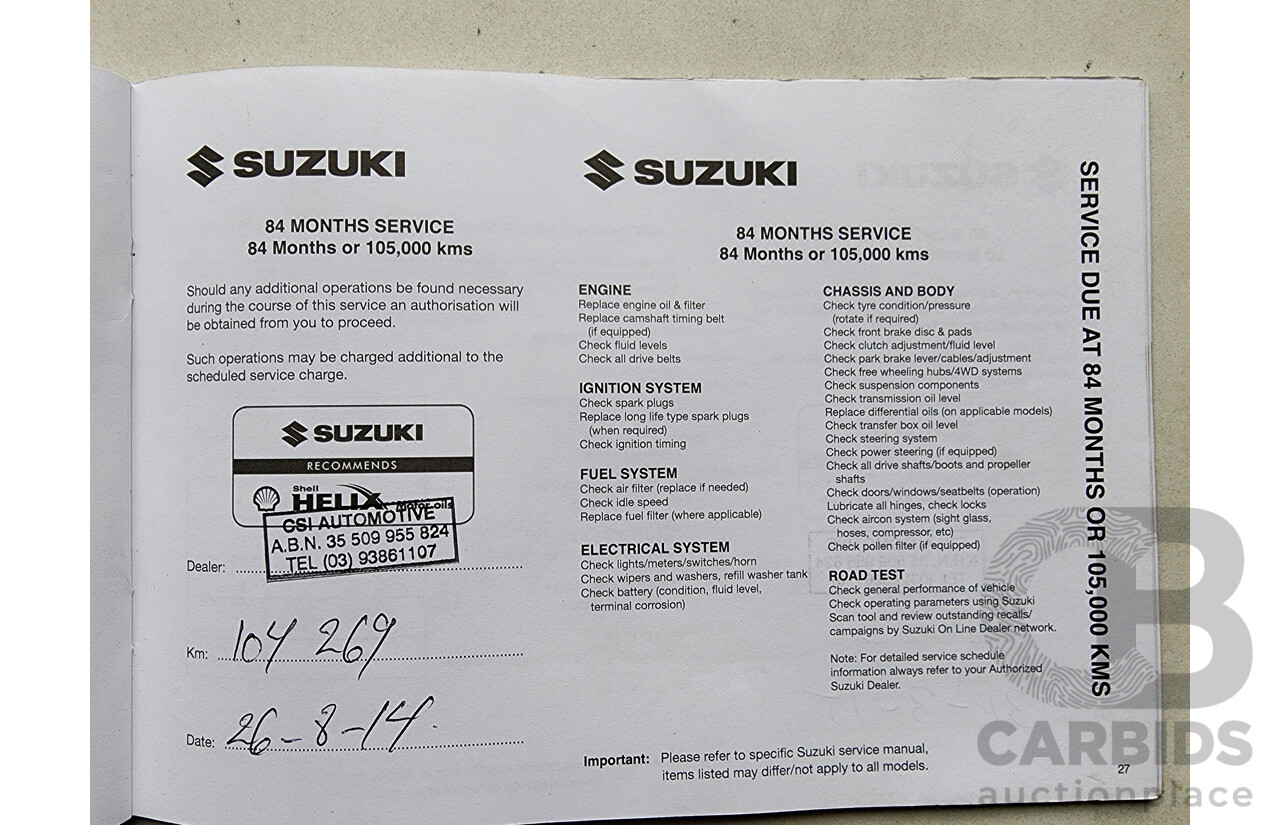 SUZUKI
84 MONTHS SERVICE
84 Months or 105,000 kms
Should any additional operations be found necessary
during the course of this service an authorisation will
be obtained from you to proceed.
Such operations may be charged additional to the
scheduled service charge.
SUZUKI
RECOMMENDS
Shell
HELIX
Motor oils
CSI AUTOMOTIVE
A.B.N. 35 509 955 824
TEL (03) 93861107
Dealer:
Km: 104 269
Date: 26-8-14.
SUZUKI
84 MONTHS SERVICE
84 Months or 105,000 kms
ENGINE
Replace engine oil & filter
Replace camshaft timing belt
(if equipped)
Check fluid levels
Check all drive belts
IGNITION SYSTEM
Check spark plugs
Replace long life type spark plugs
(when required)
Check ignition timing
FUEL SYSTEM
Check air filter (replace if needed)
Check idle speed
Replace fuel filter (where applicable)
ELECTRICAL SYSTEM
Check lights/meters/switches/horn
Check wipers and washers, refill washer tank
Check battery (condition, fluid level,
terminal corrosion)
CHASSIS AND BODY
Check tyre condition/pressure
(rotate if required)
Check front brake disc & pads
Check clutch adjustment/fluid level
Check park brake lever/cables/adjustment
Check free wheeling hubs/4WD systems
Check suspension components
Check transmission oil level
Replace differential oils (on applicable models)
Check transfer box oil level
Check steering system
Check power steering (if equipped)
Check all drive shafts/boots and propeller
shafts
Check doors/windows/seatbelts (operation)
Lubricate all hinges, check locks
Check aircon system (sight glass,
hoses, compressor, etc)
Check pollen filter (if equipped)
ROAD TEST
Check general performance of vehicle
Check operating parameters using Suzuki
Scan tool and review outstanding recalls/
campaigns by Suzuki On Line Dealer network.
Note: For detailed service schedule
information always refer to your Authorized
Suzuki Dealer.
Important: Please refer to specific Suzuki service manual,
items listed may differ/not apply to all models.
SERVICE DUE AT 84 MONTHS OR 105,000 KMS
27
CB
CARBIDS
auctionplace